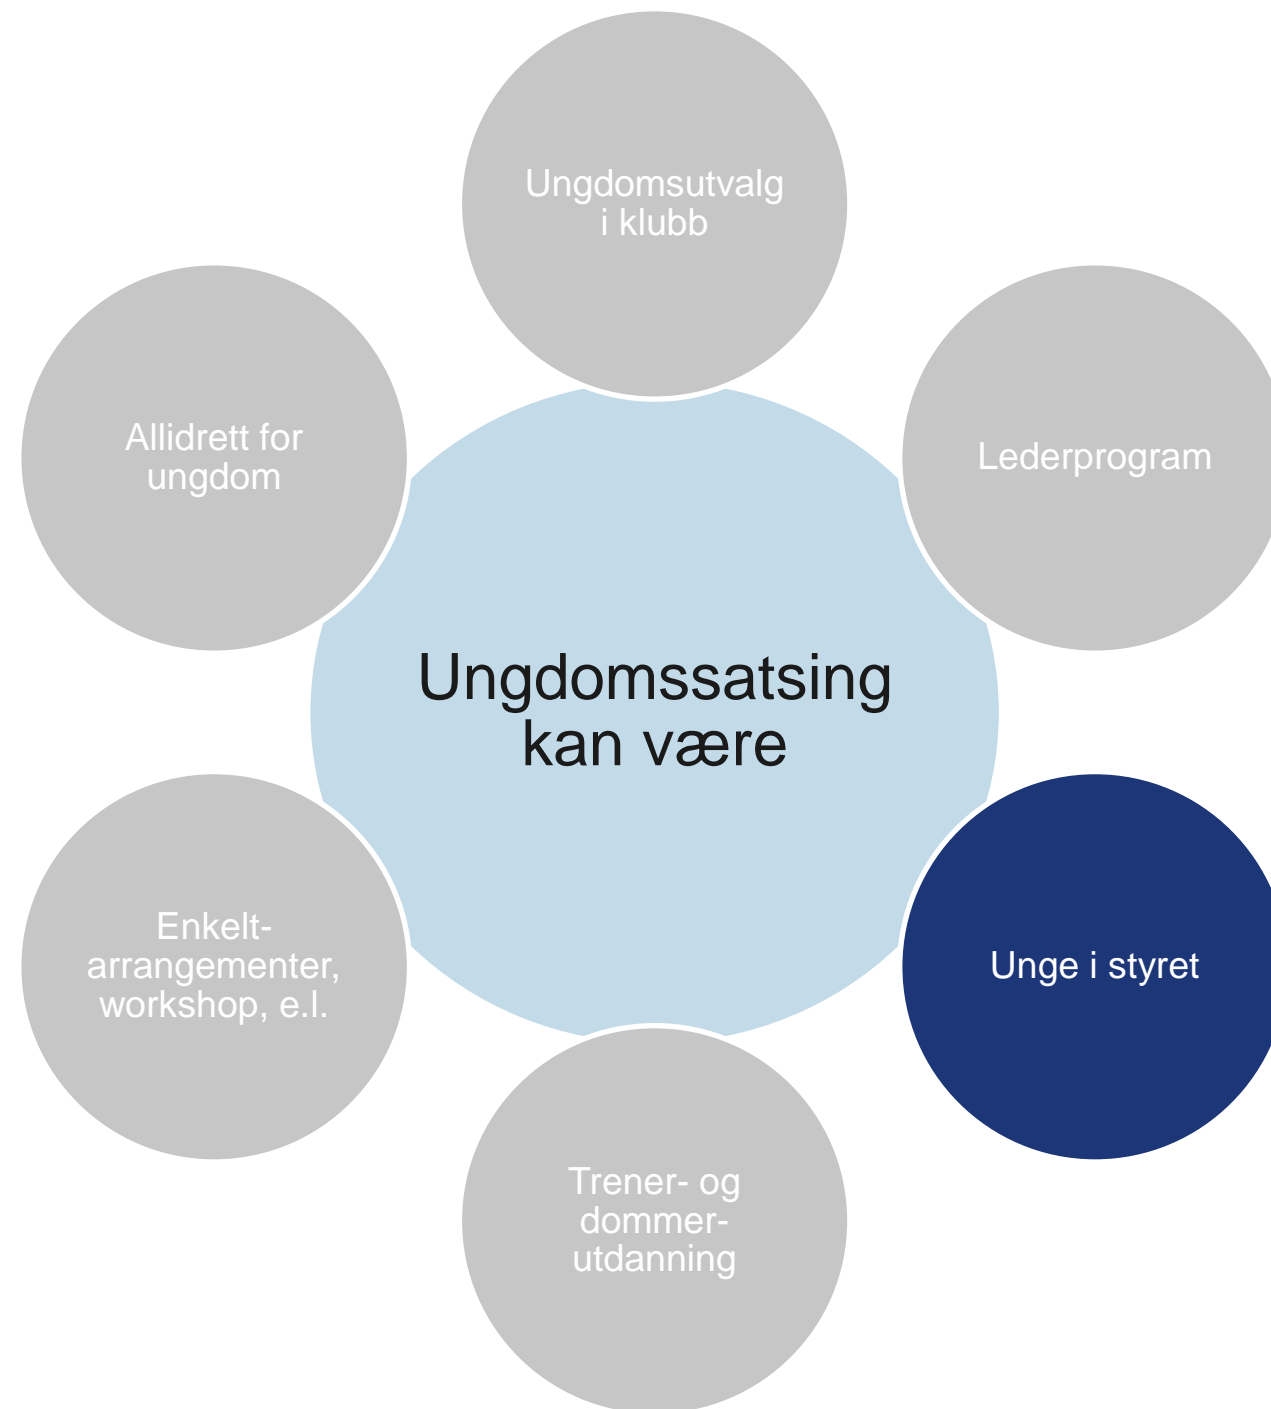 Ungdomsutvalg
i klubb
Allidrett for
ungdom
Lederprogram
Ungdomssatsing
kan være
Enkelt-
arrangementer,
workshop, e.l.
Unge i styret
Trener- og
dommer-
utdanning